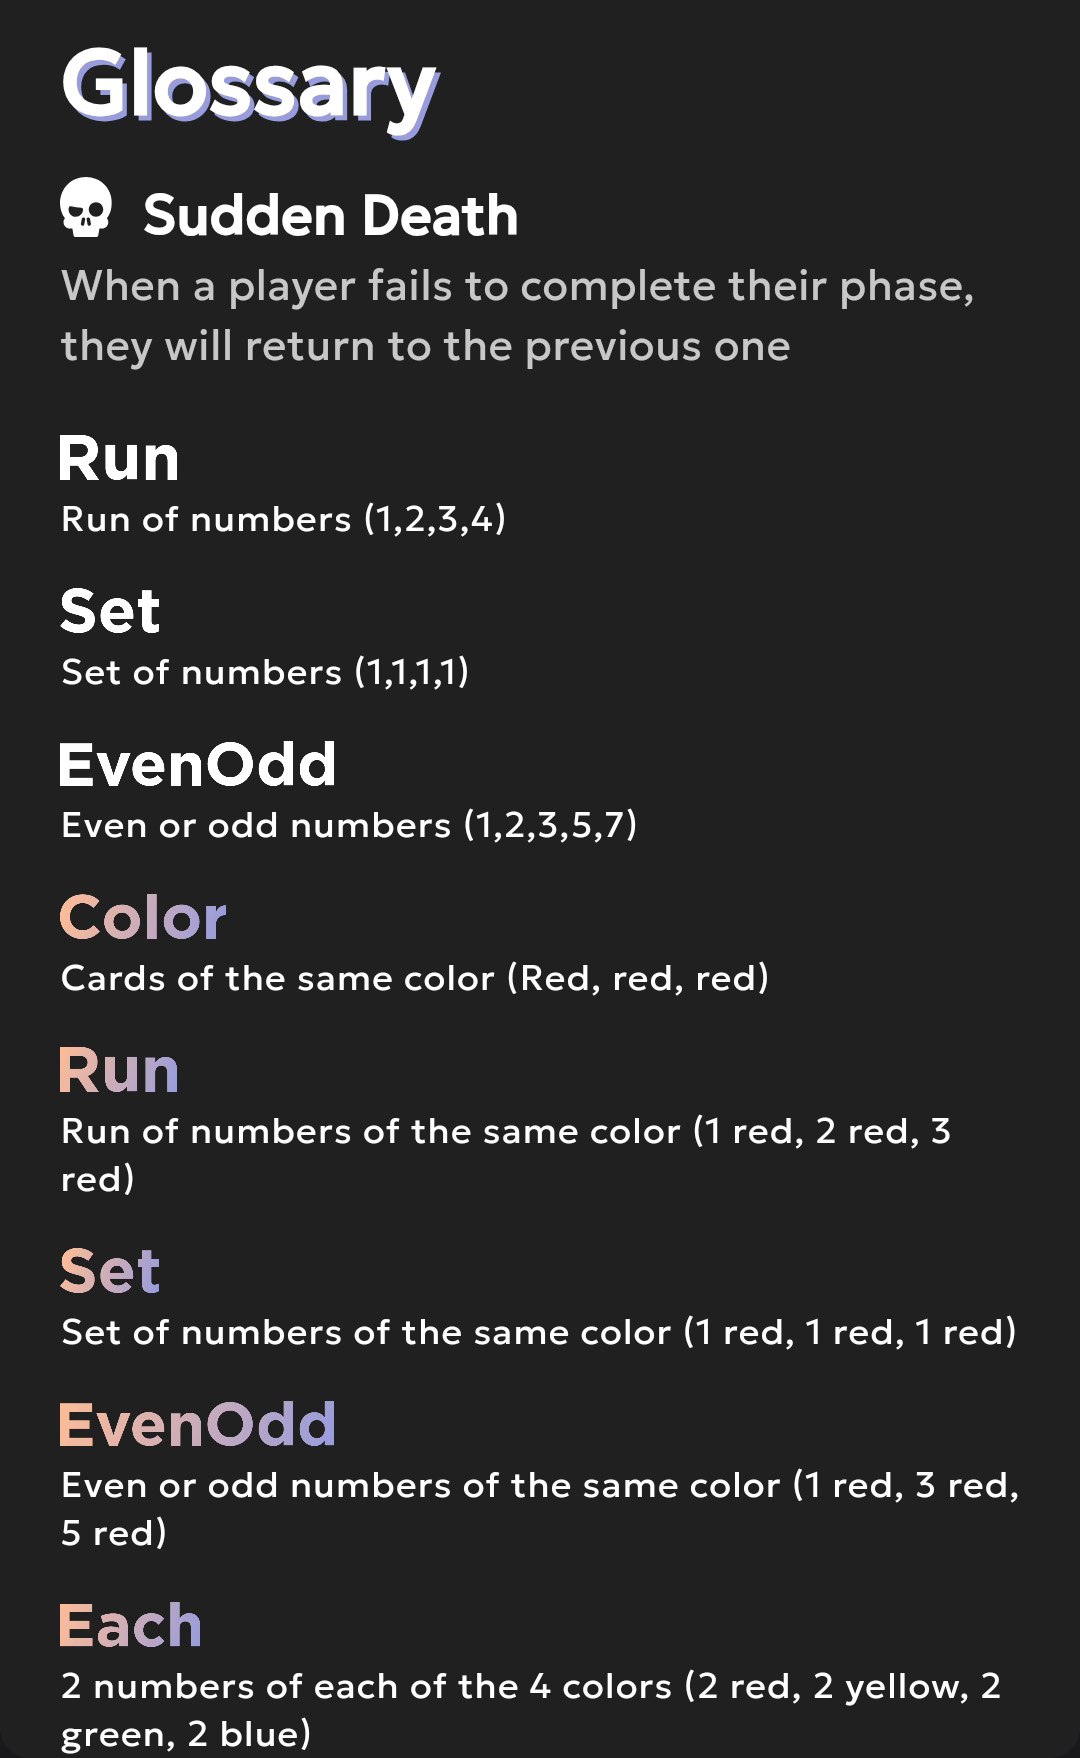 Glossary
Sudden Death
When a player fails to complete their phase,
they will return to the previous one
Run
Run of numbers (1,2,3,4)
Set
Set of numbers (1,1,1,1)
EvenOdd
Even or odd numbers (1,2,3,5,7)
Color
Cards of the same color (Red, red, red)
Run
Run of numbers of the same color (1 red, 2 red, 3
red)
Set
Set of numbers of the same color (1 red, 1 red, 1 red)
EvenOdd
Even or odd numbers of the same color (1 red, 3 red,
5 red)
Each
2 numbers of each of the 4 colors (2 red, 2 yellow, 2
green, 2 blue)